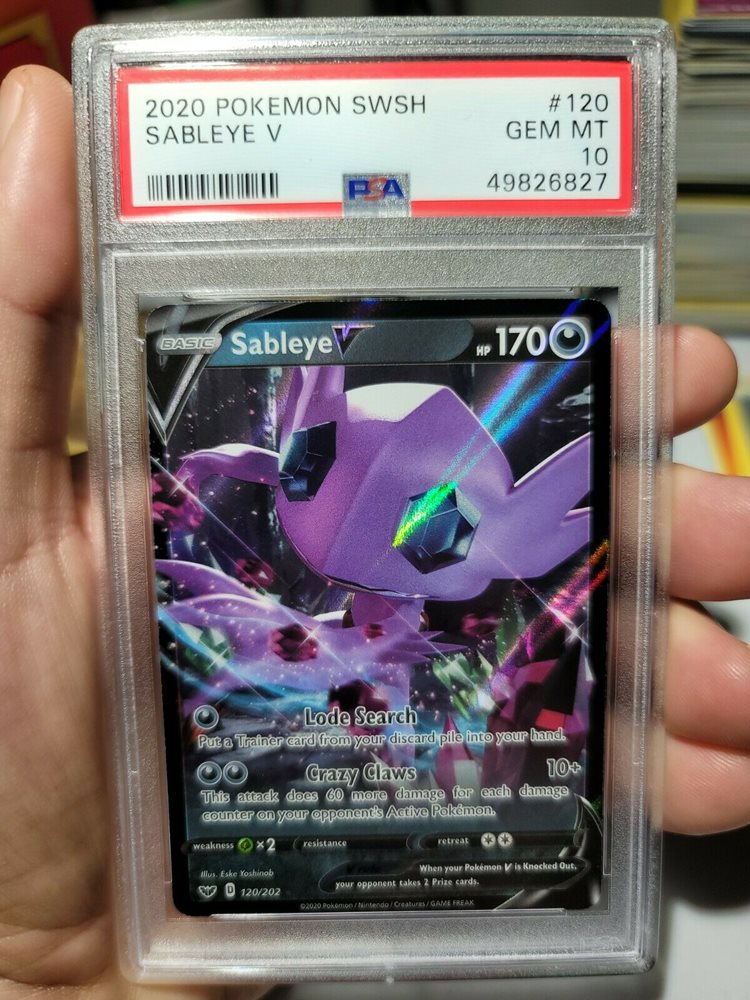 2020 POKEMON SWSH #120
SABLEYE V GEM MT
10
PSA 49826827
BASIC Sableye V HP 170
Lode Search
Put a Trainer card from your discard pile into your hand.
Crazy Claws 10+
This attack does 60 more damage for each damage
counter on your opponent's Active Pokémon.
weakness ×2 resistance retreat
Illus. Eske Yoshinob
When your Pokémon V is Knocked Out,
your opponent takes 2 Prize cards.
D 120/202
©2020 Pokémon / Nintendo / Creatures / GAME FREAK